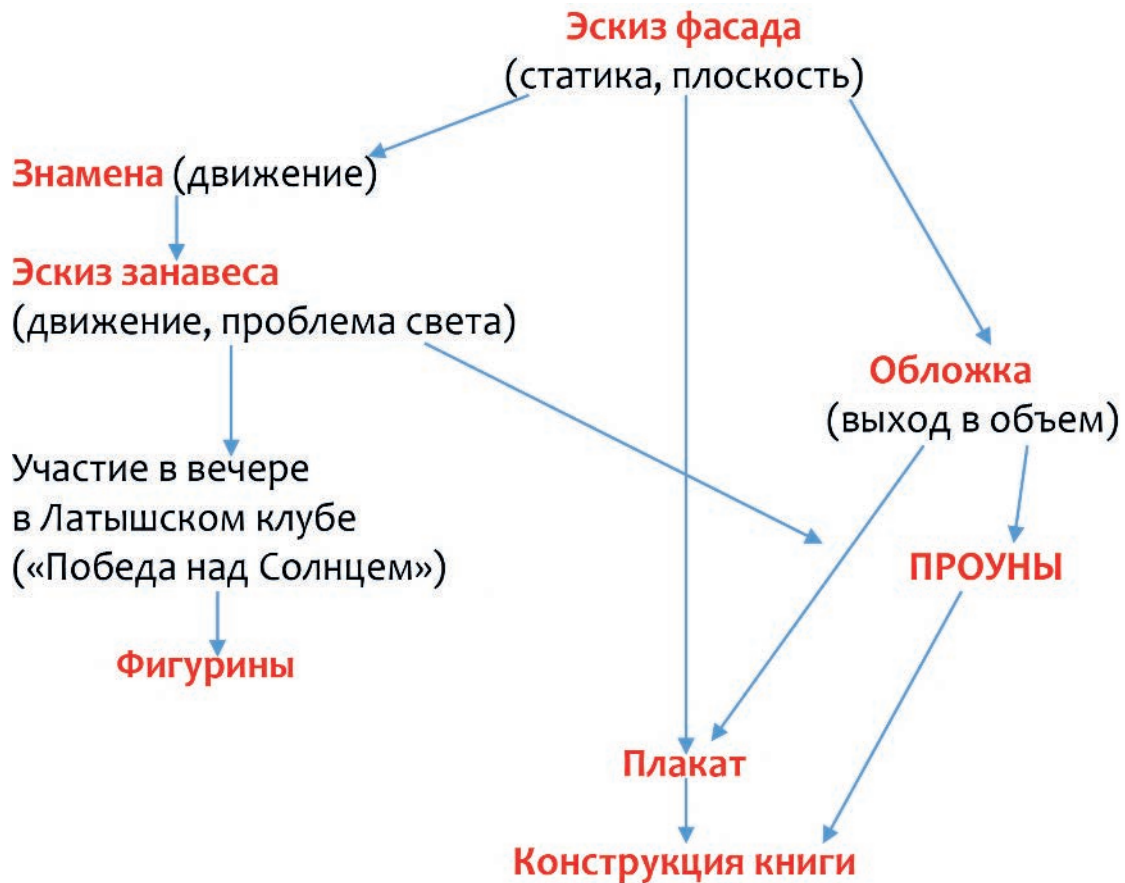 Эскиз фасада
(статика, плоскость)
Знамена (движение)
Эскиз занавеса
(движение, проблема света)
Обложка
(выход в объем)
Участие в вечере
в Латышском клубе
(«Победа над Солнцем»)
ПРОУНЫ
Фигурины
Плакат
Конструкция книги